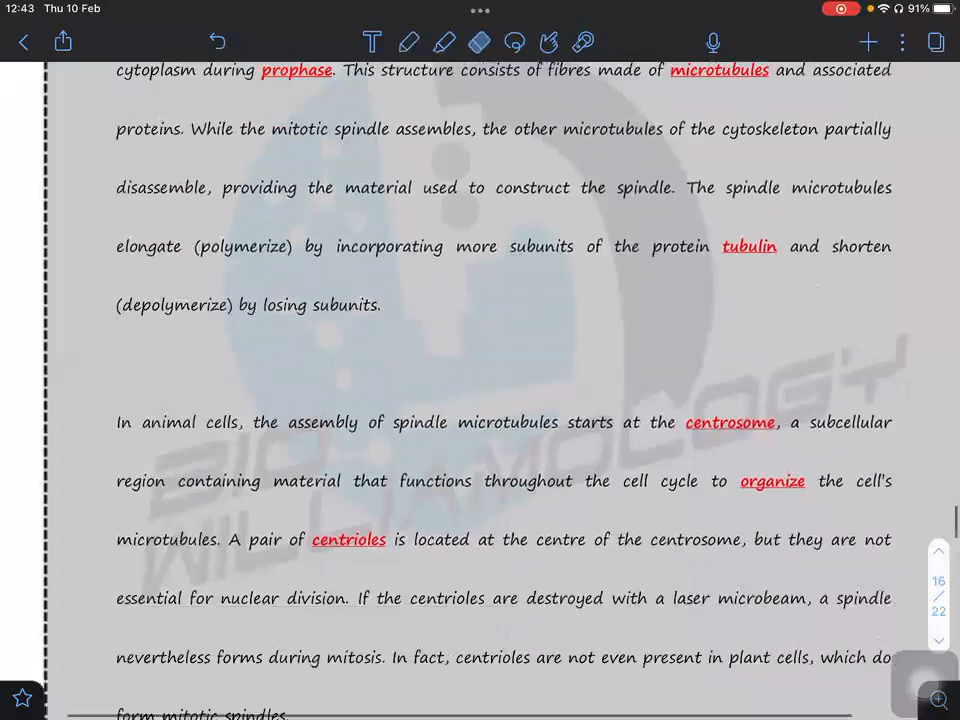 12:43 Thu 10 Feb
91%
cytoplasm during prophase. This structure consists of fibres made of microtubules and associated
proteins. While the mitotic spindle assembles, the other microtubules of the cytoskeleton partially
disassemble, providing the material used to construct the spindle. The spindle microtubules
elongate (polymerize) by incorporating more subunits of the protein tubulin and shorten
(depolymerize) by losing subunits.
In animal cells, the assembly of spindle microtubules starts at the centrosome, a subcellular
region containing material that functions throughout the cell cycle to organize the cell's
microtubules. A pair of centrioles is located at the centre of the centrosome, but they are not
essential for nuclear division. If the centrioles are destroyed with a laser microbeam, a spindle
nevertheless forms during mitosis. In fact, centrioles are not even present in plant cells, which do
form mitotic spindles.
BIO
WILLIAMOLOGY
16
/
22